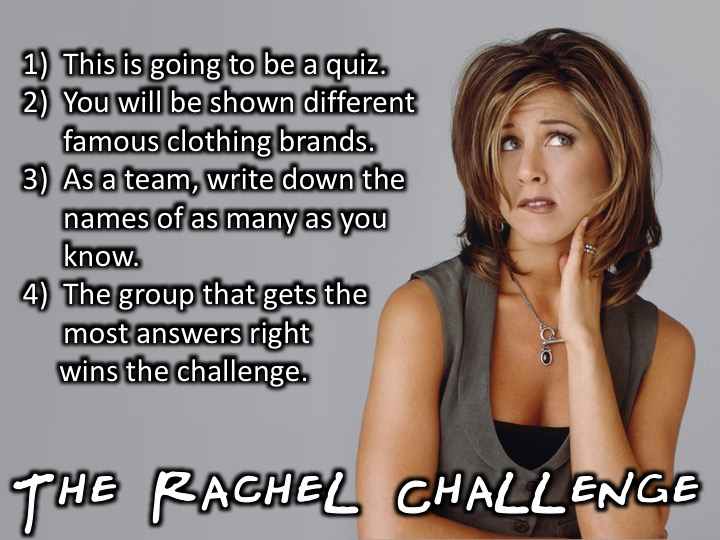 1) This is going to be a quiz.
2) You will be shown different
famous clothing brands.
3) As a team, write down the
names of as many as you
know.
4) The group that gets the
most answers right
wins the challenge.
THE RACHEL CHALLENGE